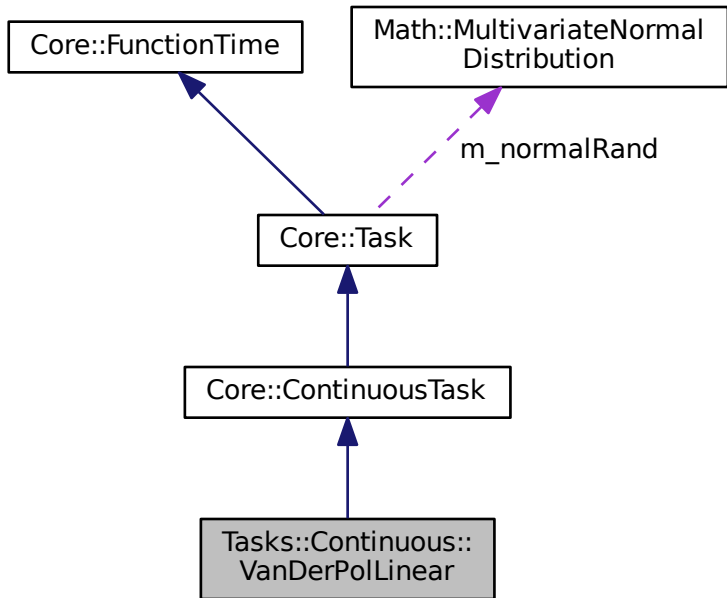 Core::FunctionTime
Math::MultivariateNormal
Distribution
m_normalRand
Core::Task
Core::ContinuousTask
Tasks::Continuous::
VanDerPolLinear